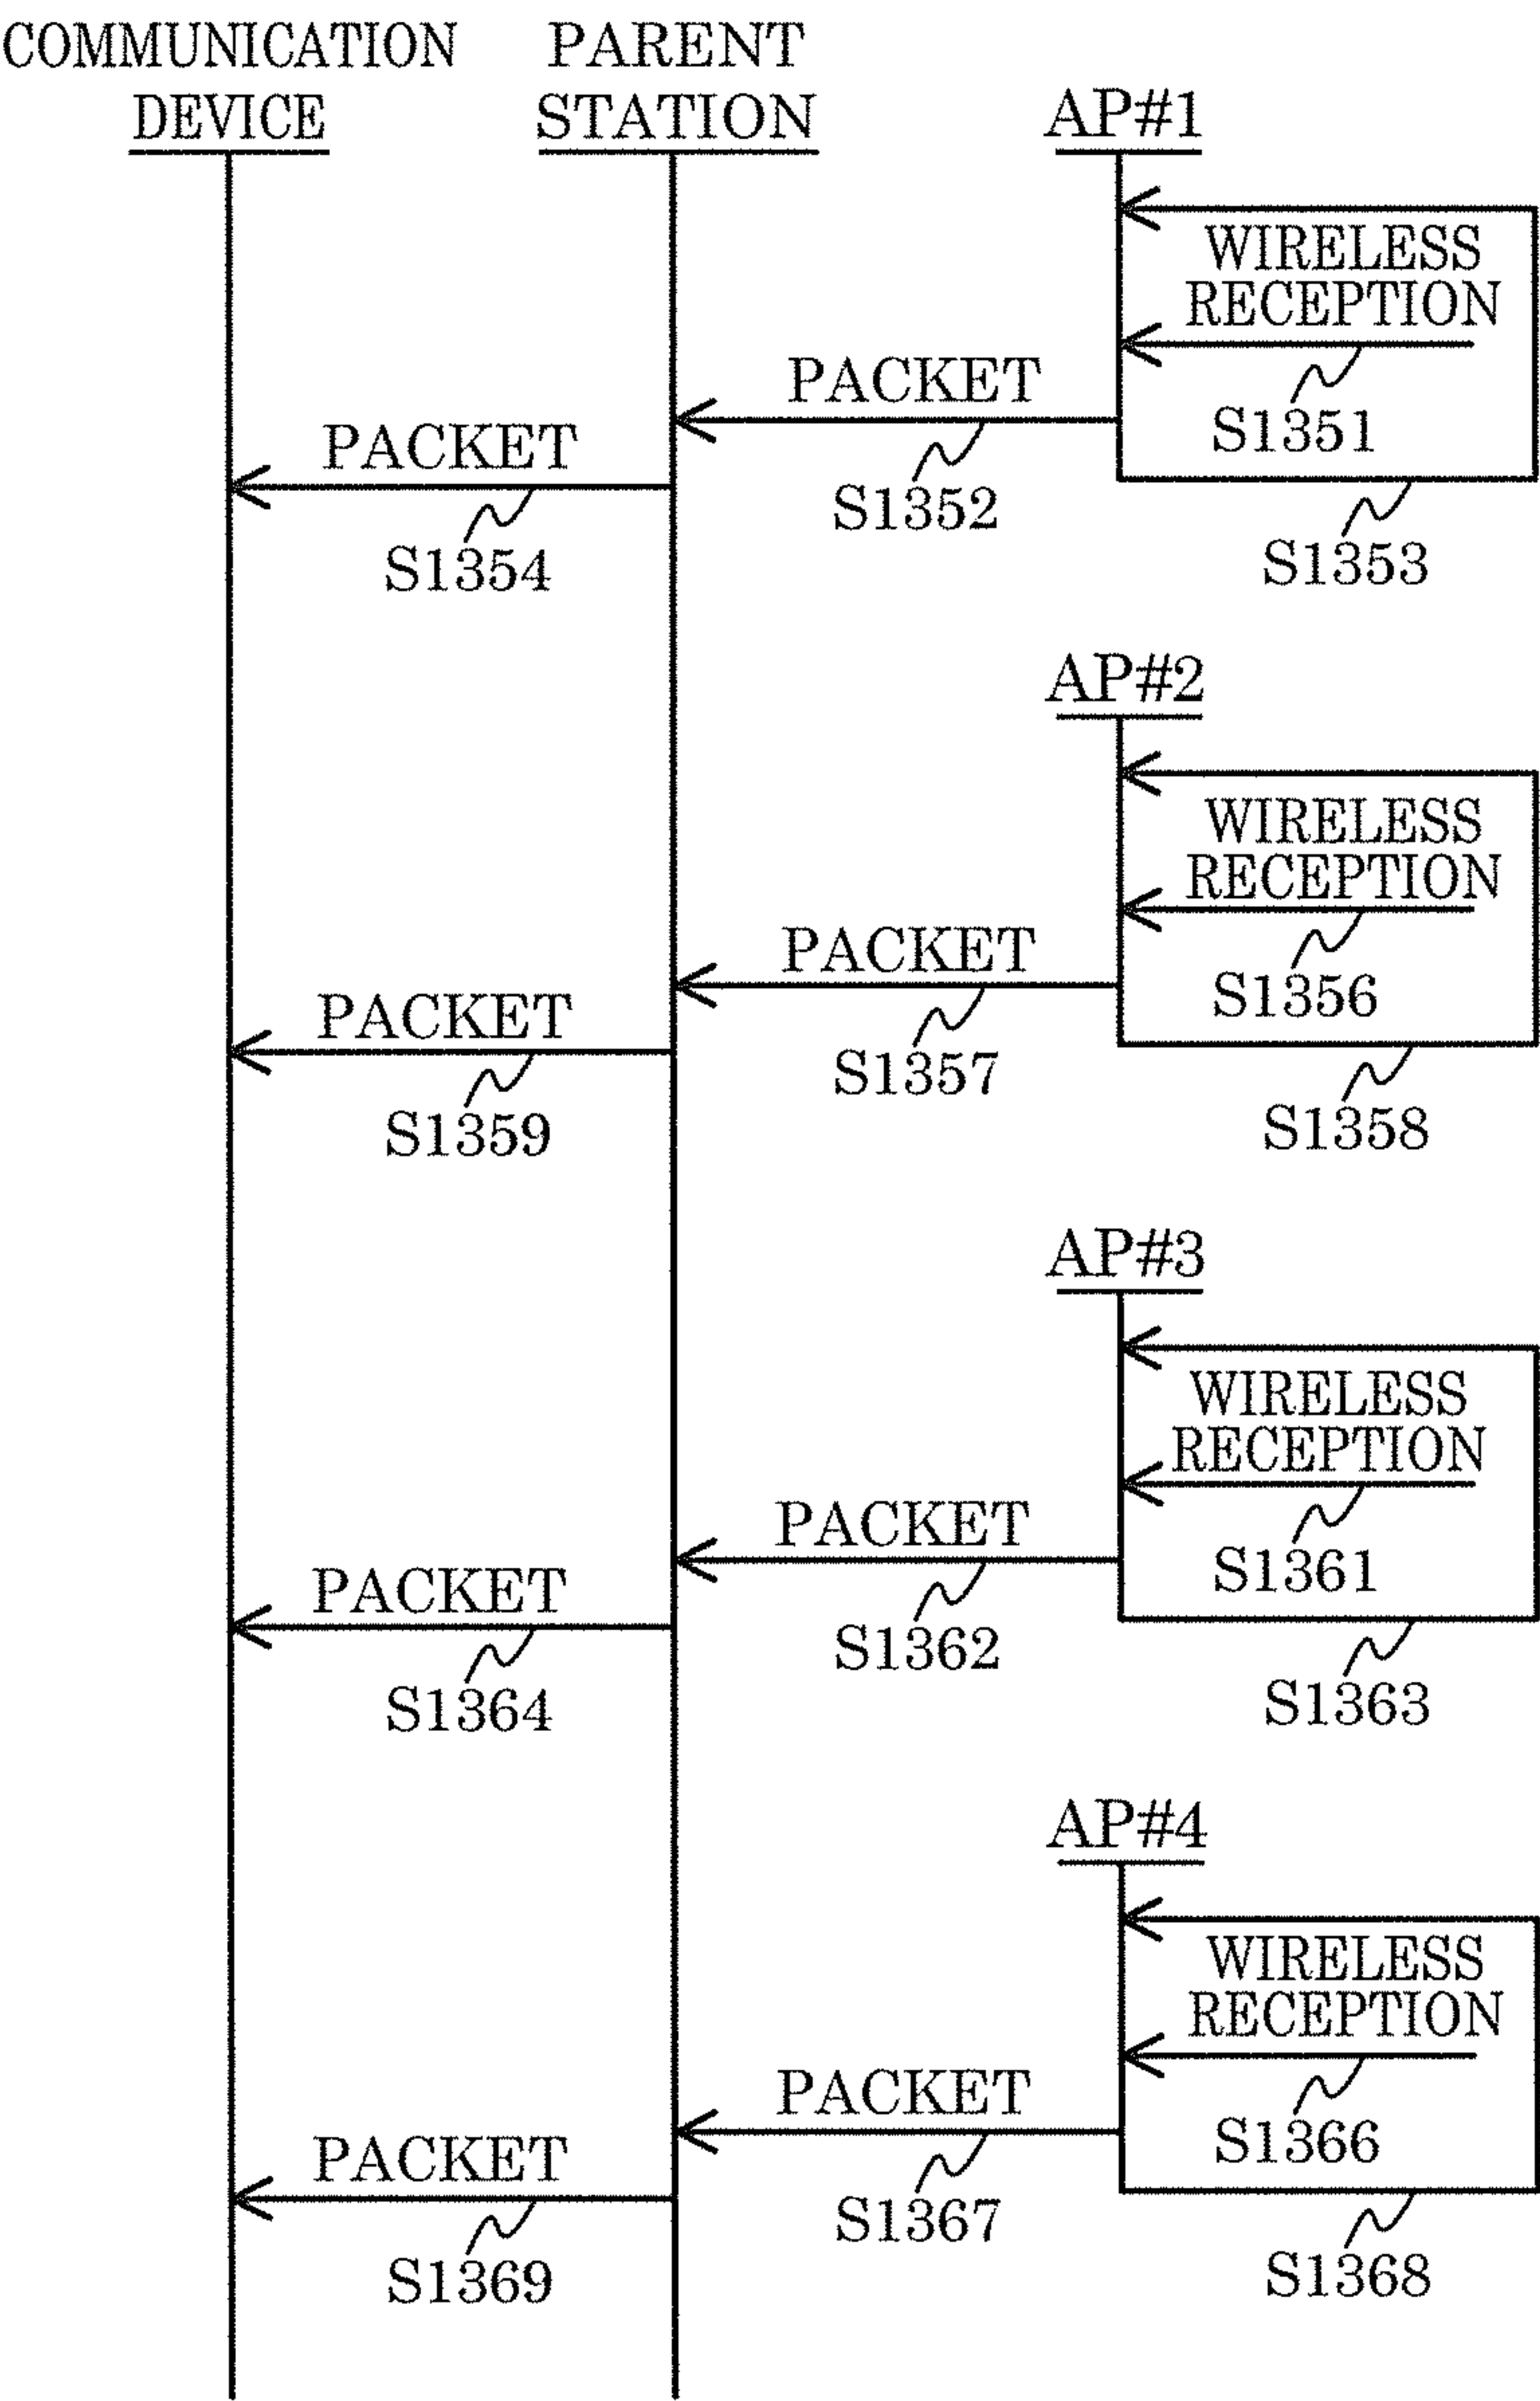 COMMUNICATION
DEVICE
PARENT
STATION
AP#1
WIRELESS
RECEPTION
S1351
PACKET
S1352
S1353
PACKET
S1354
AP#2
WIRELESS
RECEPTION
S1356
PACKET
S1357
S1358
PACKET
S1359
AP#3
WIRELESS
RECEPTION
S1361
PACKET
S1362
S1363
PACKET
S1364
AP#4
WIRELESS
RECEPTION
S1366
PACKET
S1367
S1368
PACKET
S1369